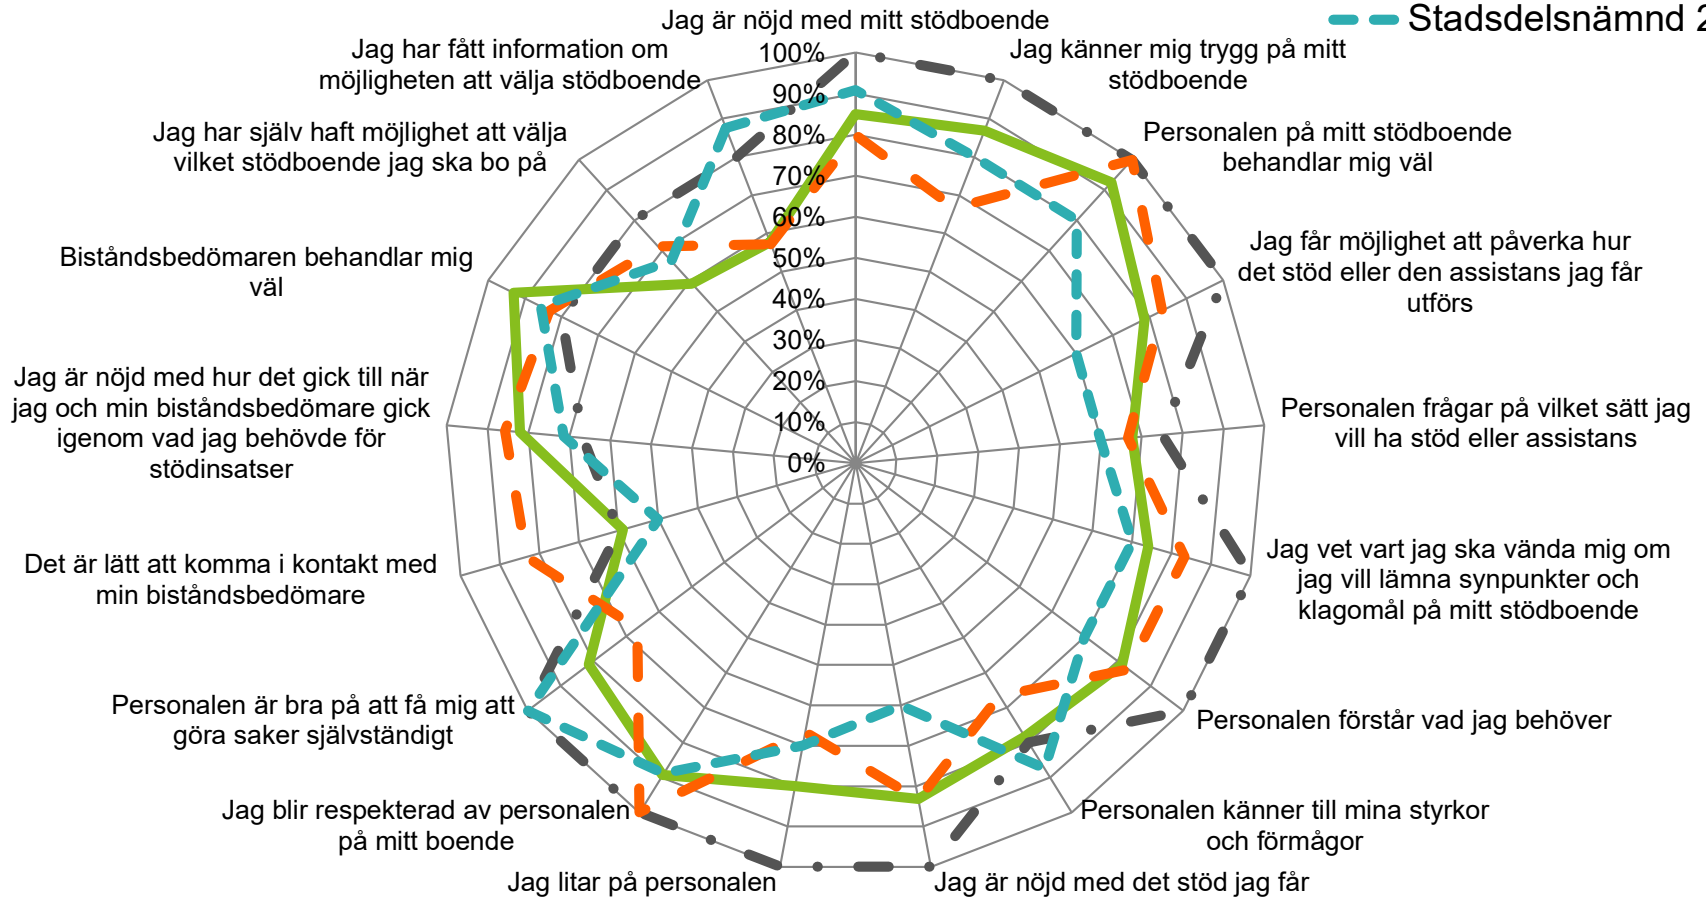 Stadsdelsnämnd 2
Jag är nöjd med mitt stödboende
Jag känner mig trygg på mitt
stödboende
Personalen på mitt stödboende
behandlar mig väl
Jag får möjlighet att påverka hur
det stöd eller den assistans jag får
utförs
Personalen frågar på vilket sätt jag
vill ha stöd eller assistans
Jag vet vart jag ska vända mig om
jag vill lämna synpunkter och
klagomål på mitt stödboende
Personalen förstår vad jag behöver
Personalen känner till mina styrkor
och förmågor
Jag är nöjd med det stöd jag får
Jag litar på personalen
Jag blir respekterad av personalen
på mitt boende
Personalen är bra på att få mig att
göra saker självständigt
Det är lätt att komma i kontakt med
min biståndsbedömare
Jag är nöjd med hur det gick till när
jag och min biståndsbedömare gick
igenom vad jag behövde för
stödinsatser
Biståndsbedömaren behandlar mig
väl
Jag har själv haft möjlighet att välja
vilket stödboende jag ska bo på
Jag har fått information om
möjligheten att välja stödboende
100%
90%
80%
70%
60%
50%
40%
30%
20%
10%
0%